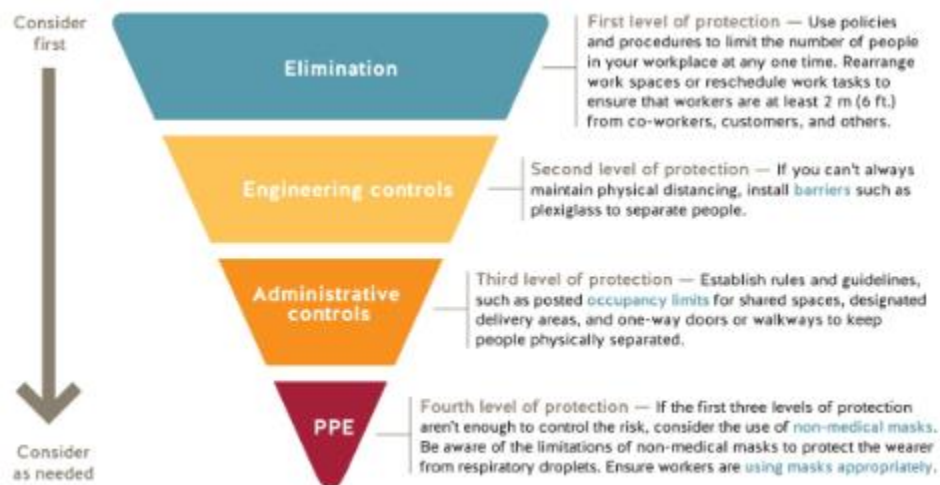 Consider
first
Elimination
First level of protection — Use policies
and procedures to limit the number of people
in your workplace at any one time. Rearrange
work spaces or reschedule work tasks to
ensure that workers are at least 2 m (6 ft.)
from co-workers, customers, and others.
Engineering controls
Second level of protection — If you can't always
maintain physical distancing, install barriers such as
plexiglass to separate people.
Administrative
controls
Third level of protection — Establish rules and guidelines,
such as posted occupancy limits for shared spaces, designated
delivery areas, and one-way doors or walkways to keep
people physically separated.
PPE
Fourth level of protection — If the first three levels of protection
aren't enough to control the risk, consider the use of non-medical masks.
Be aware of the limitations of non-medical masks to protect the wearer
from respiratory droplets. Ensure workers are using masks appropriately.
Consider
as needed